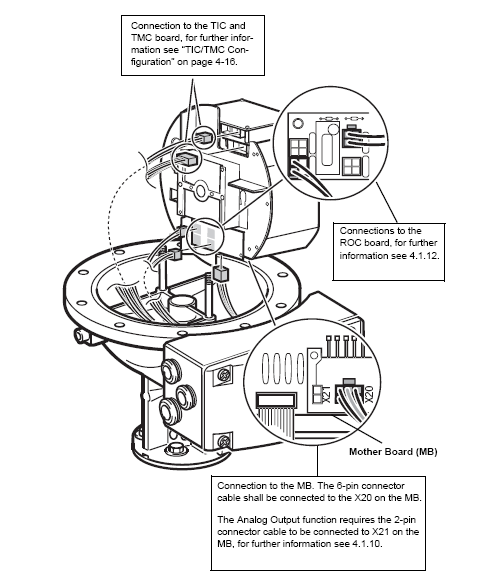 Connection to the TIC and
TMC board, for further infor-
mation see “TIC/TMC Con-
figuration” on page 4-16.
Connections to the
ROC board, for further
information see 4.1.12.
X21
X20
Mother Board (MB)
Connection to the MB. The 6-pin connector
cable shall be connected to the X20 on the MB.
The Analog Output function requires the 2-pin
connector cable to be connected to X21 on the
MB, for further information see 4.1.10.